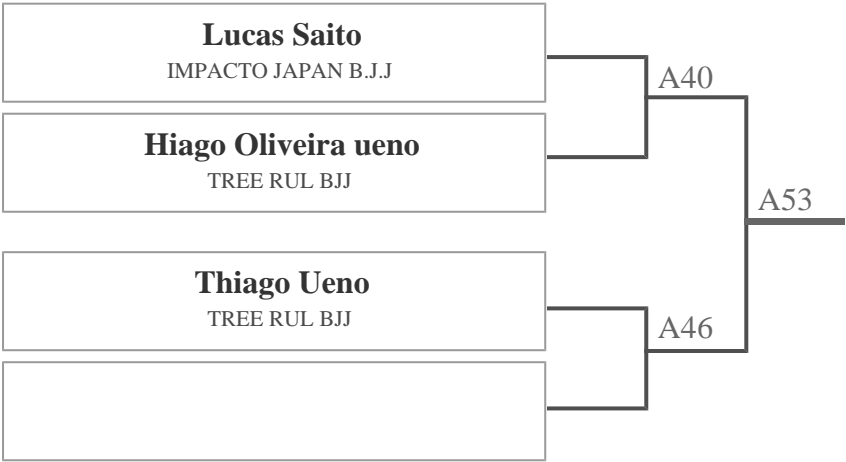 Lucas Saito
IMPACTO JAPAN B.J.J
A40
Hiago Oliveira ueno
TREE RUL BJJ
A53
Thiago Ueno
TREE RUL BJJ
A46